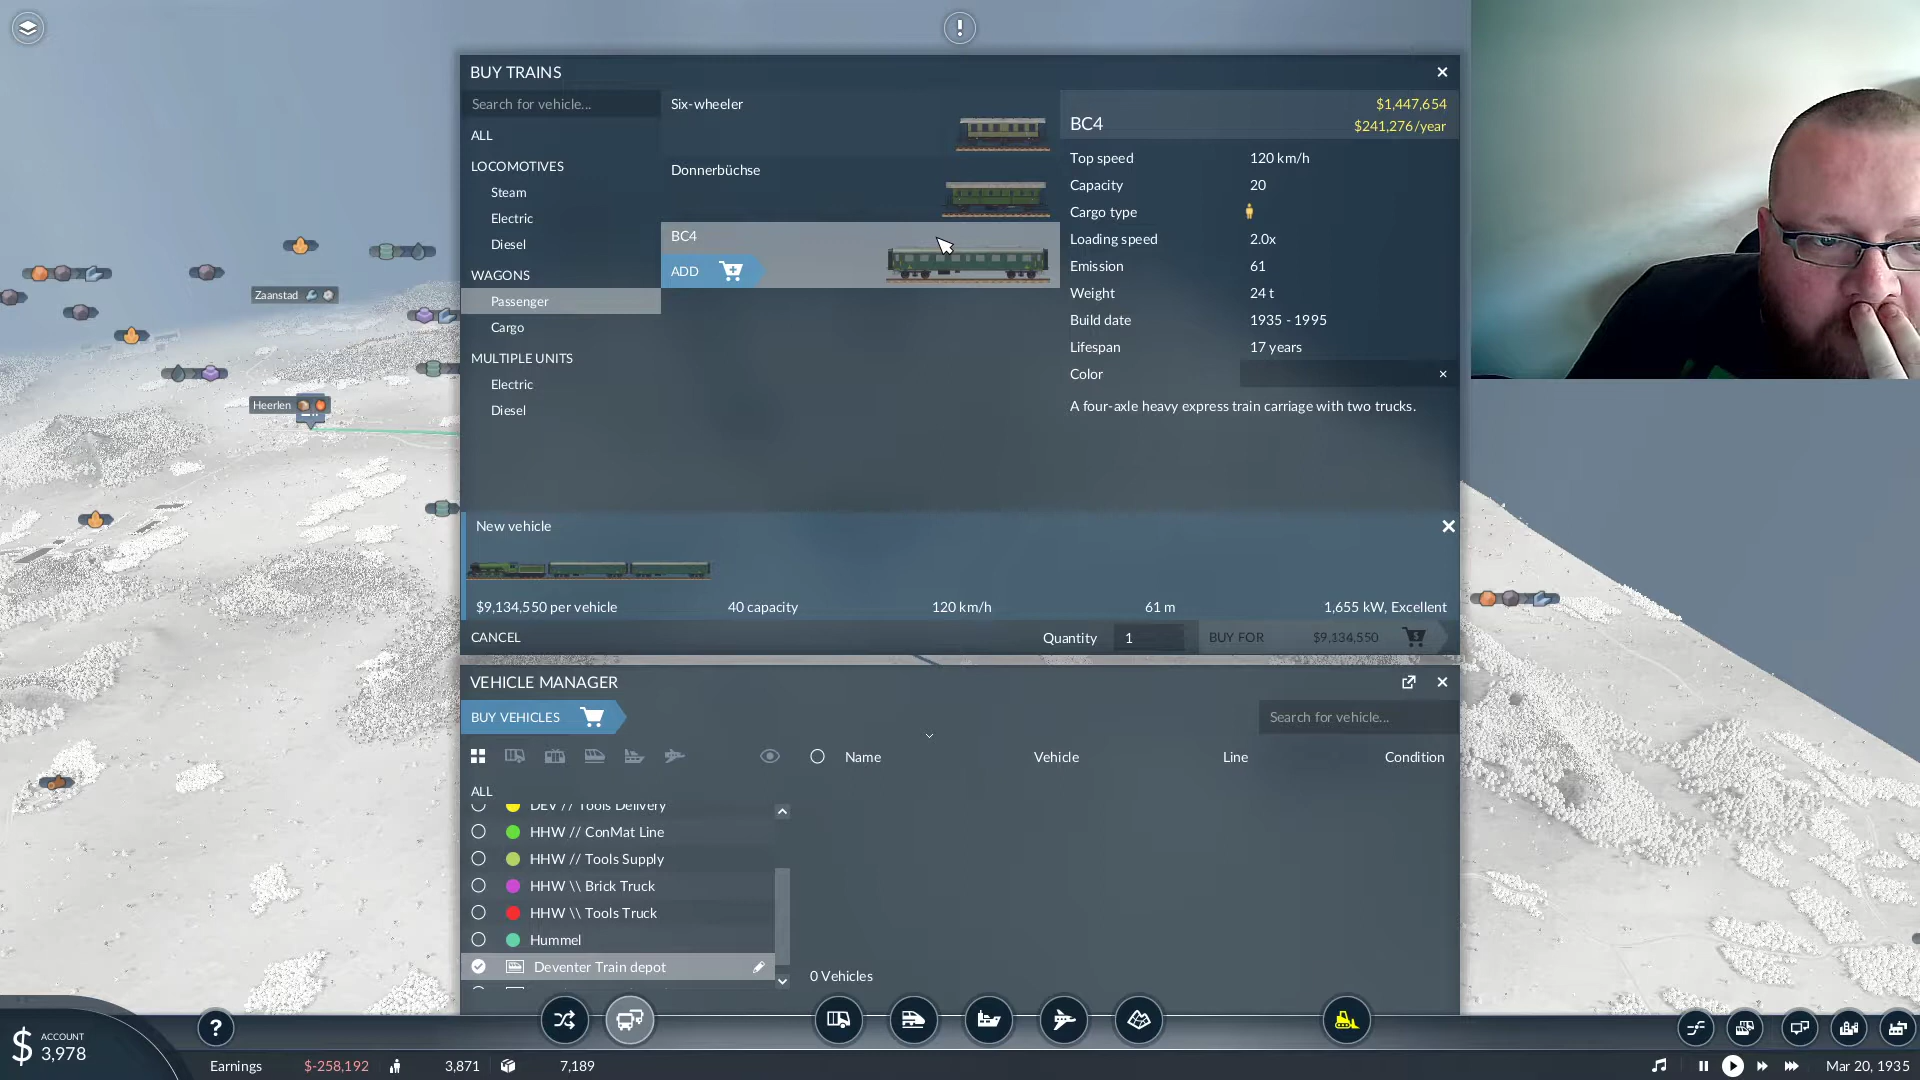 BUY TRAINS
Search for vehicle...
ALL
LOCOMOTIVES
Steam
Electric
Diesel
WAGONS
Passenger
Cargo
MULTIPLE UNITS
Electric
Diesel
Six-wheeler
Donnerbüchse
BC4
ADD
$1,447,654
BC4
$241,276/year
Top speed 120 km/h
Capacity 20
Cargo type
Loading speed 2.0x
Emission 61
Weight 24 t
Build date 1935 - 1995
Lifespan 17 years
Color
A four-axle heavy express train carriage with two trucks.
Zaanstad
Heerlen
New vehicle
$9,134,550 per vehicle 40 capacity 120 km/h 61 m 1,655 kW, Excellent
CANCEL Quantity 1 BUY FOR $9,134,550
VEHICLE MANAGER
BUY VEHICLES
Search for vehicle...
Name Vehicle Line Condition
ALL
DEV // Tools Delivery
HHW // ConMat Line
HHW // Tools Supply
HHW \\ Brick Truck
HHW \\ Tools Truck
Hummel
Deventer Train depot
0 Vehicles
?
$ ACCOUNT
3,978
Earnings $-258,192 3,871 7,189
Mar 20, 1935